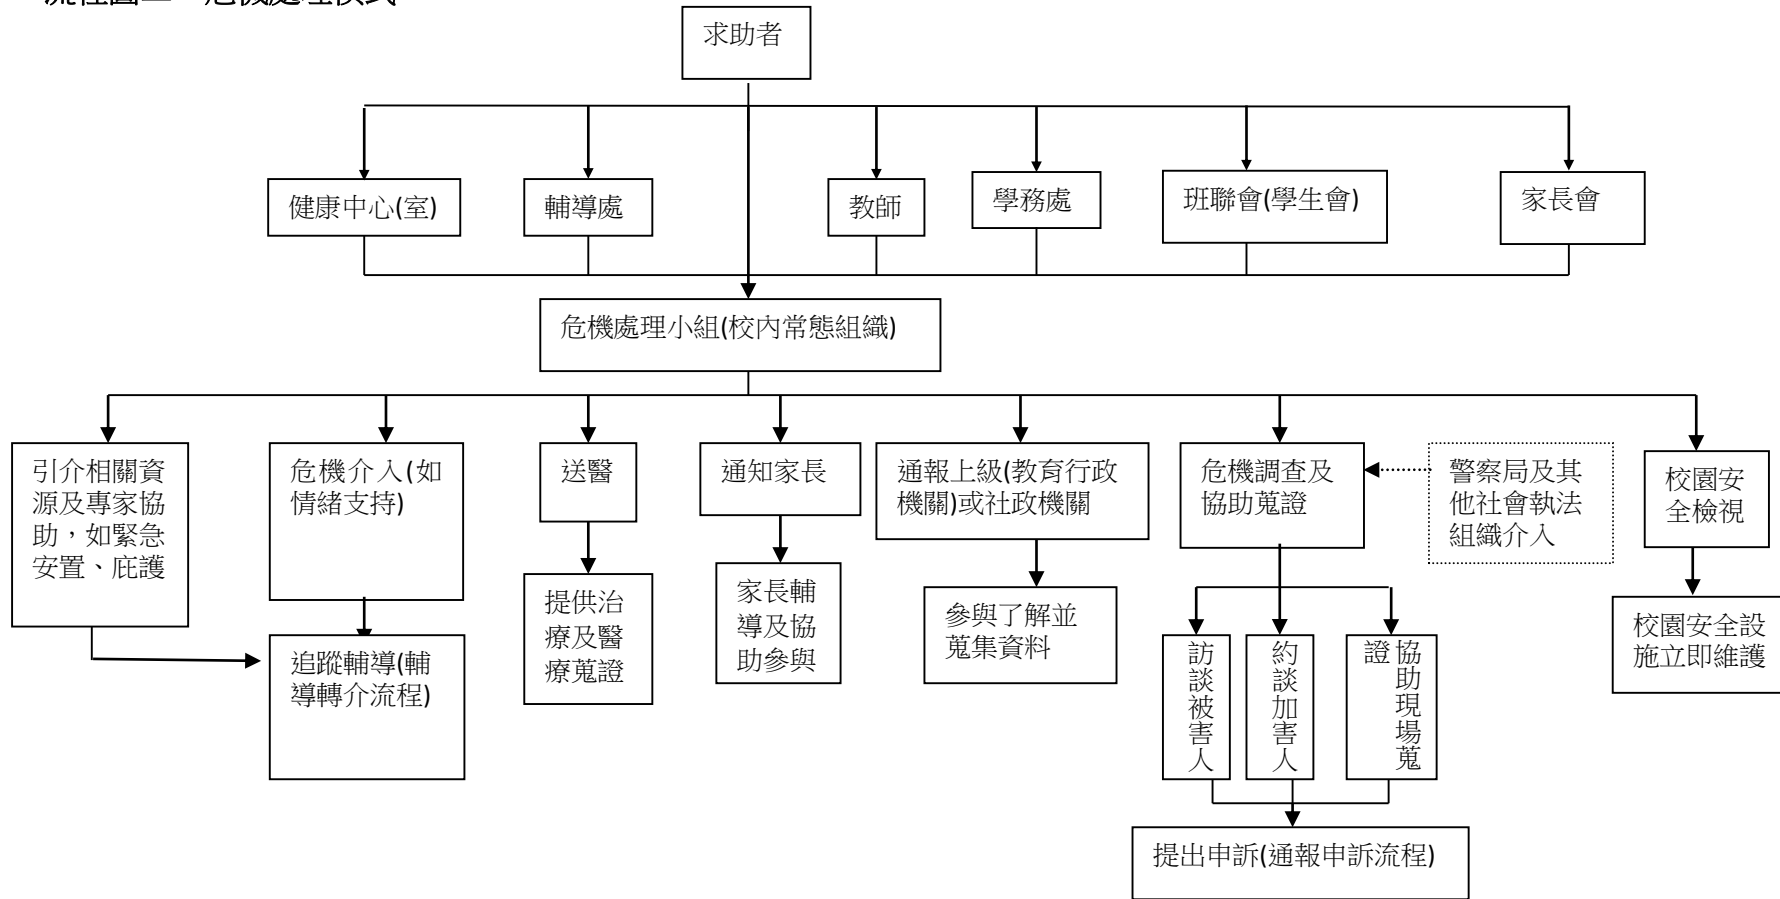 求助者
健康中心(室)
輔導處
教師
學務處
班聯會(學生會)
家長會
危機處理小組(校內常態組織)
引介相關資
源及專家協
助，如緊急
安置、庇護
危機介入(如
情緒支持)
送醫
通知家長
通報上級(教育行政
機關)或社政機關
危機調查及
協助蒐證
警察局及其
他社會執法
組織介入
校園安
全檢視
追蹤輔導(輔
導轉介流程)
提供治
療及醫
療蒐證
家長輔
導及協
助參與
參與了解並
蒐集資料
訪談被害人
約談加害人
協助現場蒐
證
校園安全設
施立即維護
提出申訴(通報申訴流程)